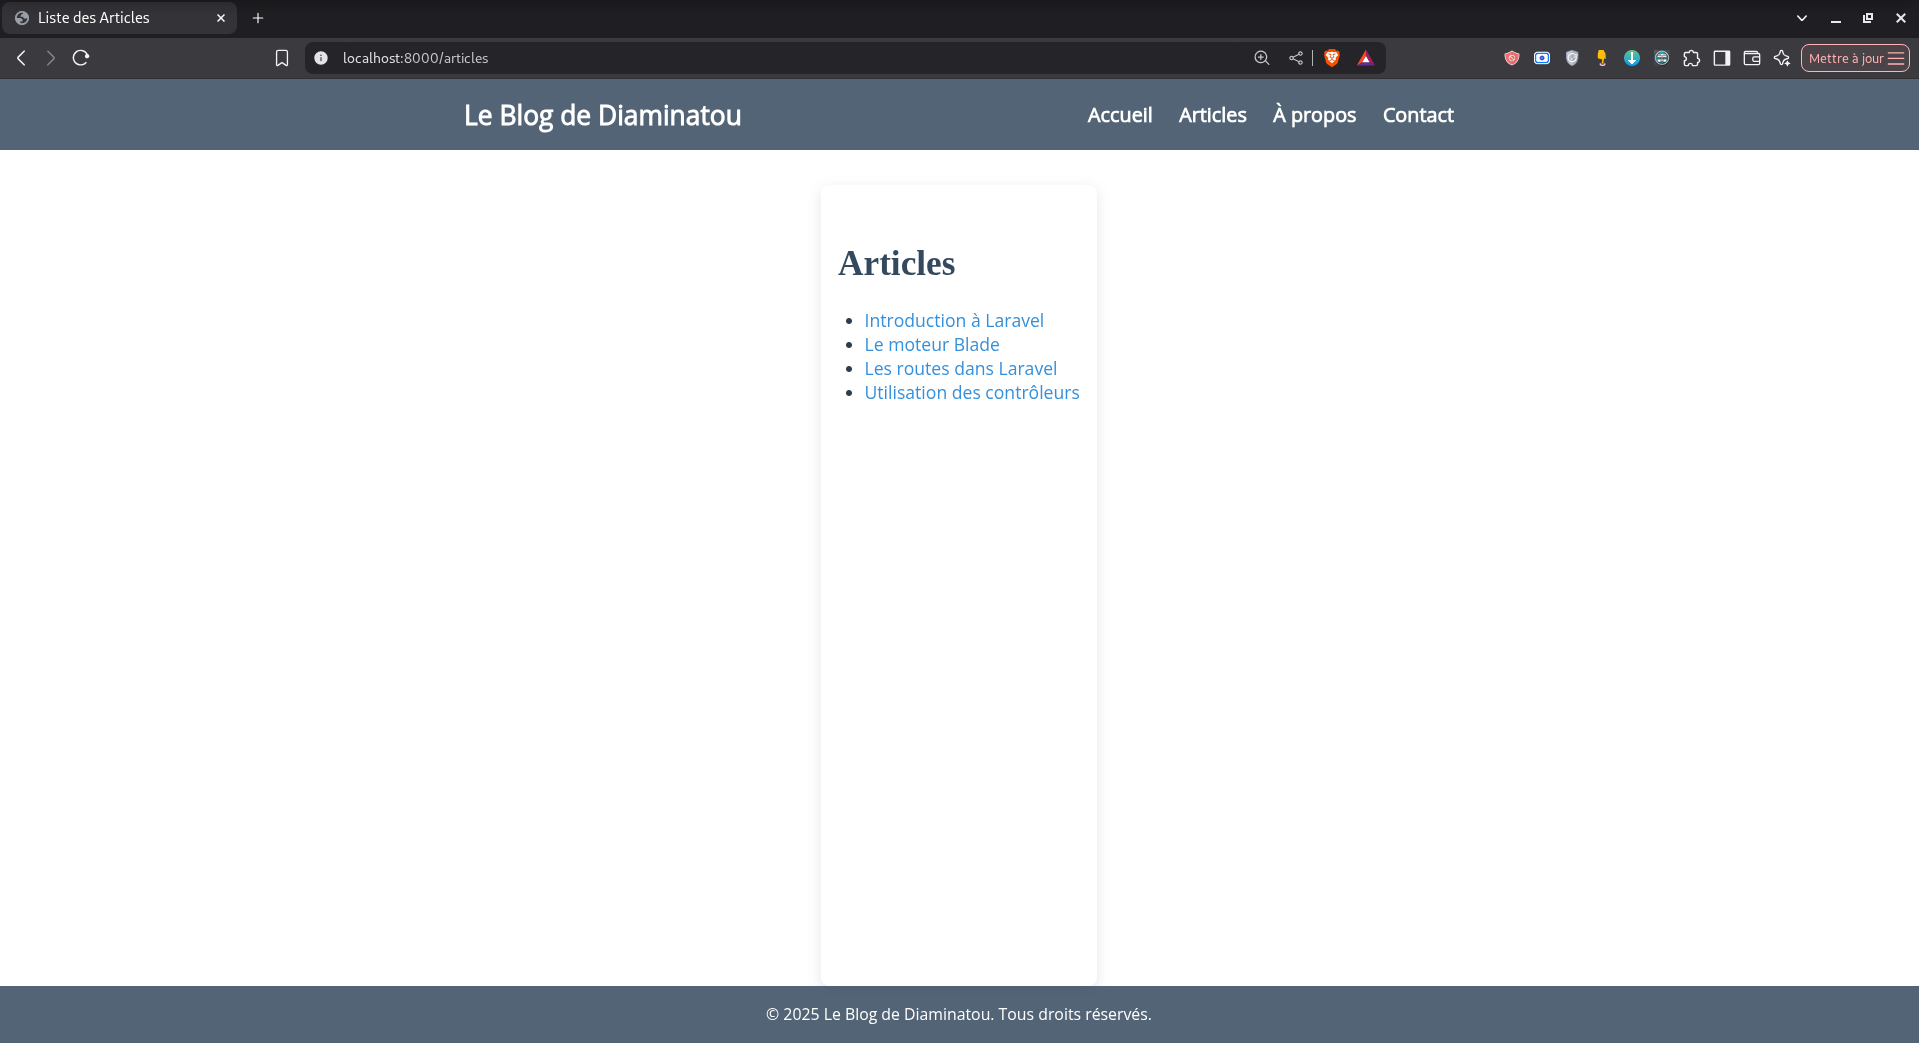 Liste des Articles
localhost:8000/articles
Mettre à jour
Le Blog de Diaminatou
Accueil Articles À propos Contact
Articles
Introduction à Laravel
Le moteur Blade
Les routes dans Laravel
Utilisation des contrôleurs
© 2025 Le Blog de Diaminatou. Tous droits réservés.